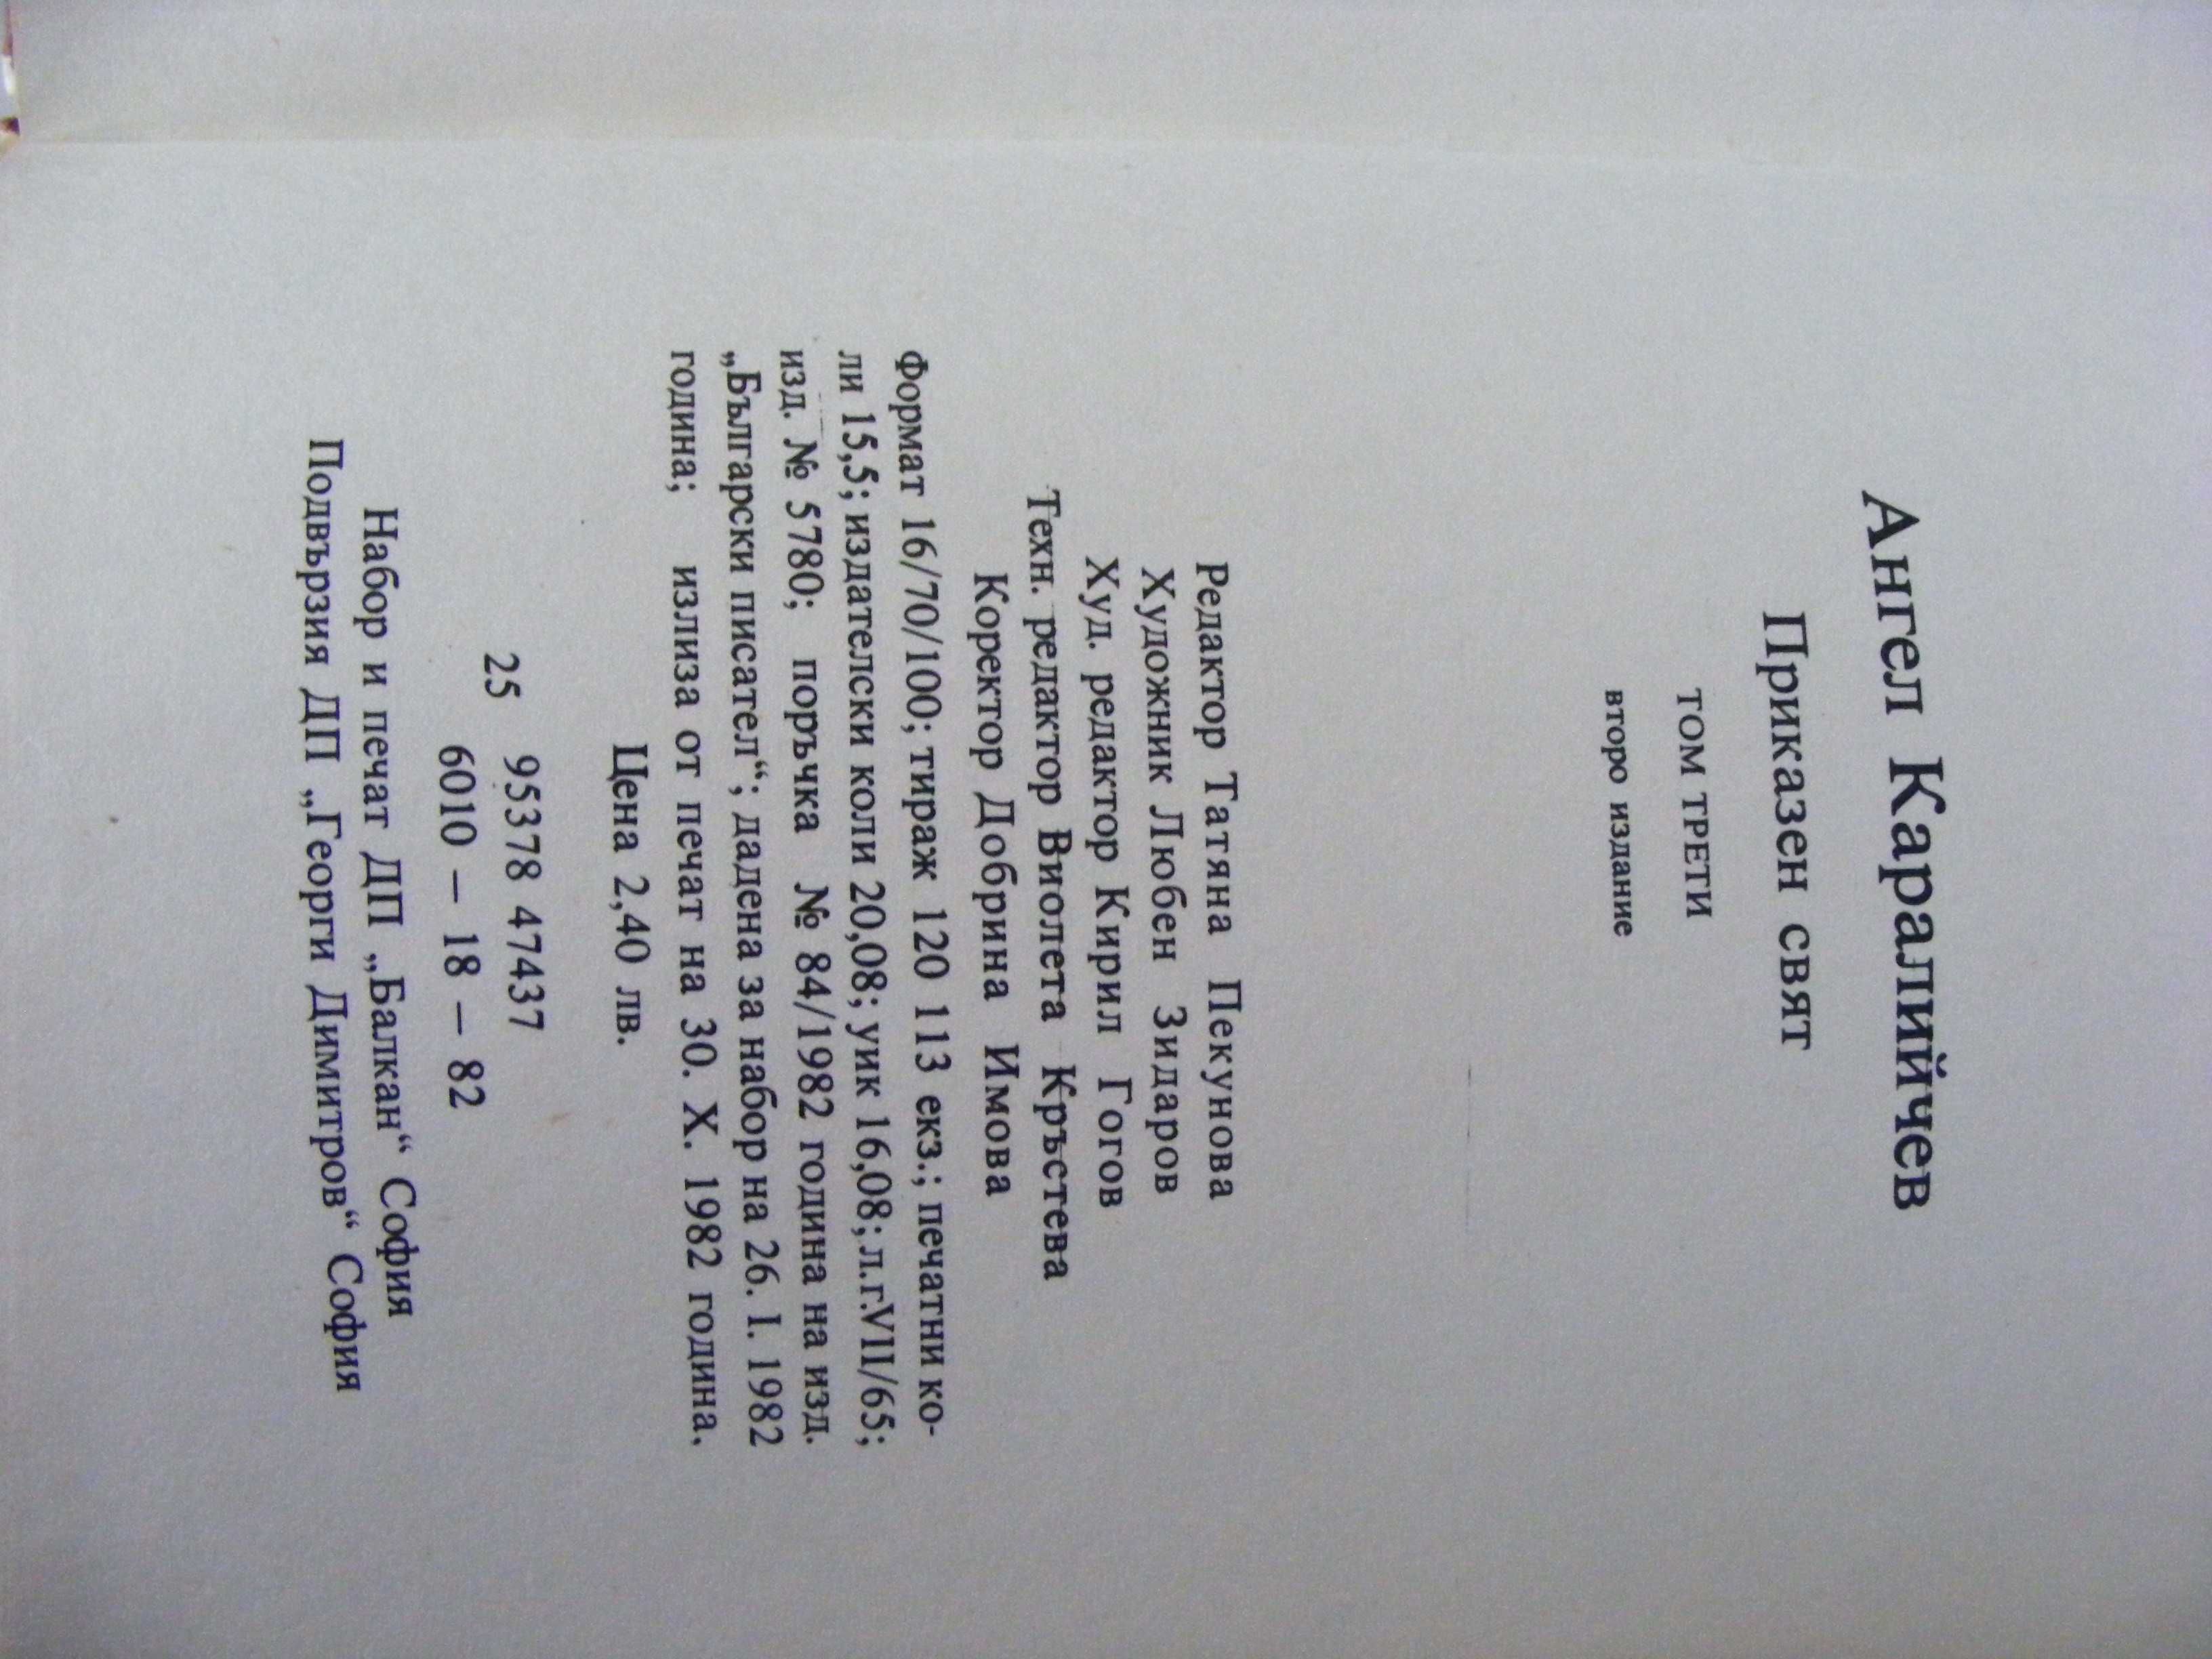 Ангел Каралийчев
Приказен свят
ТОМ ТРЕТИ
второ издание
Редактор Татяна Пекунова
Художник Любен Зидаров
Худ. редактор Кирил Гогов
Техн. редактор Виолета Кръстева
Коректор Добрина Имова
Формат 16/70/100; тираж 120 113 екз.; печатни ко-
ли 15,5; издателски коли 20,08; уик 16,08; л.г.VII/65;
изд. № 5780; поръчка № 84/1982 година на изд.
„Български писател“; дадена за набор на 26. I. 1982
година; излиза от печат на 30. X. 1982 година.
Цена 2,40 лв.
25 95378 47437
6010 — 18 — 82
Набор и печат ДП „Балкан“ София
Подвързия ДП „Георги Димитров“ София